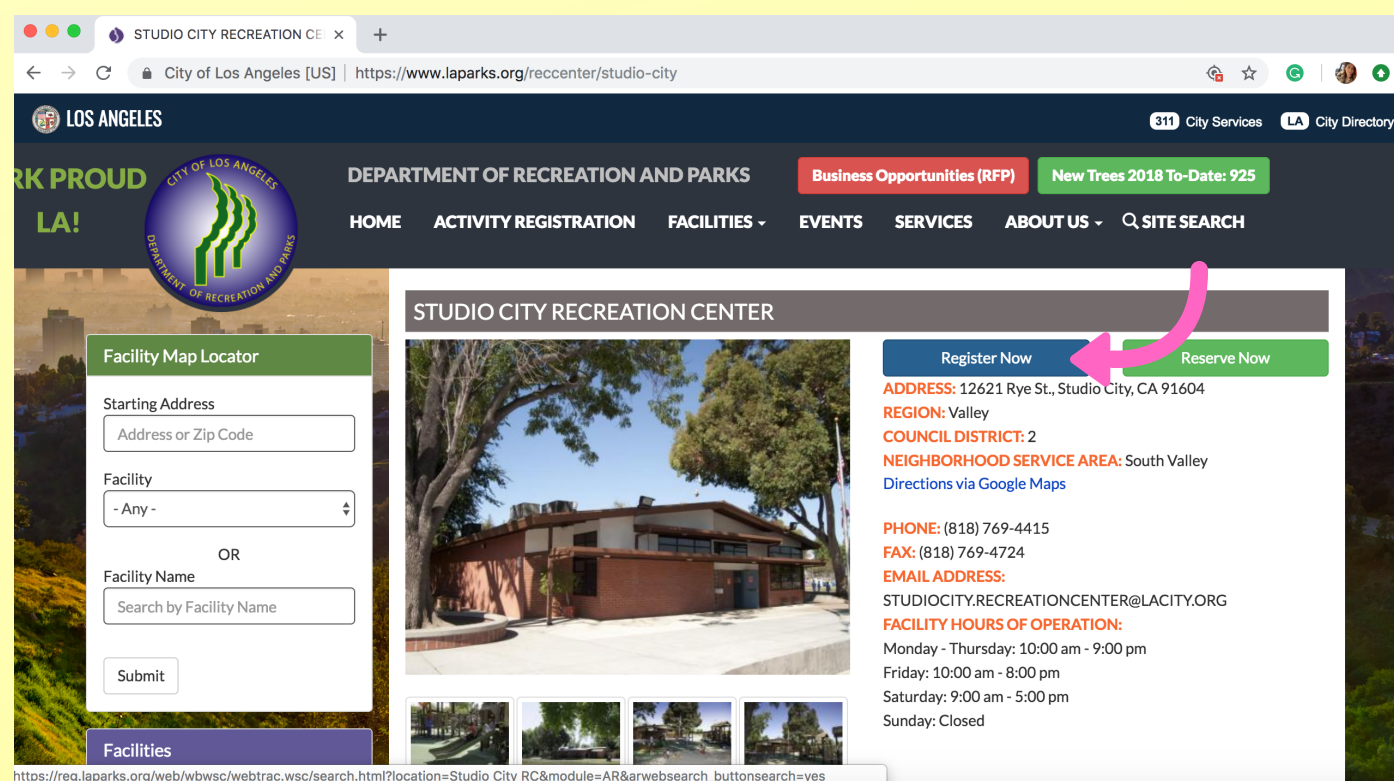 STUDIO CITY RECREATION CE
City of Los Angeles [US] | https://www.laparks.org/reccenter/studio-city
LOS ANGELES
311 City Services LA City Directory
RK PROUD
LA!
CITY OF LOS ANGELES
DEPARTMENT OF RECREATION AND PARKS
DEPARTMENT OF RECREATION AND PARKS
Business Opportunities (RFP)
New Trees 2018 To-Date: 925
HOME ACTIVITY REGISTRATION FACILITIES EVENTS SERVICES ABOUT US SITE SEARCH
STUDIO CITY RECREATION CENTER
Facility Map Locator
Starting Address
Address or Zip Code
Facility
- Any -
OR
Facility Name
Search by Facility Name
Submit
Facilities
Register Now
Reserve Now
ADDRESS: 12621 Rye St., Studio City, CA 91604
REGION: Valley
COUNCIL DISTRICT: 2
NEIGHBORHOOD SERVICE AREA: South Valley
Directions via Google Maps
PHONE: (818) 769-4415
FAX: (818) 769-4724
EMAIL ADDRESS:
STUDIOCITY.RECREATIONCENTER@LACITY.ORG
FACILITY HOURS OF OPERATION:
Monday - Thursday: 10:00 am - 9:00 pm
Friday: 10:00 am - 8:00 pm
Saturday: 9:00 am - 5:00 pm
Sunday: Closed
https://reg.laparks.org/web/wbwsc/webtrac.wsc/search.html?location=Studio City RC&module=AR&arwebsearch_buttonsearch=yes